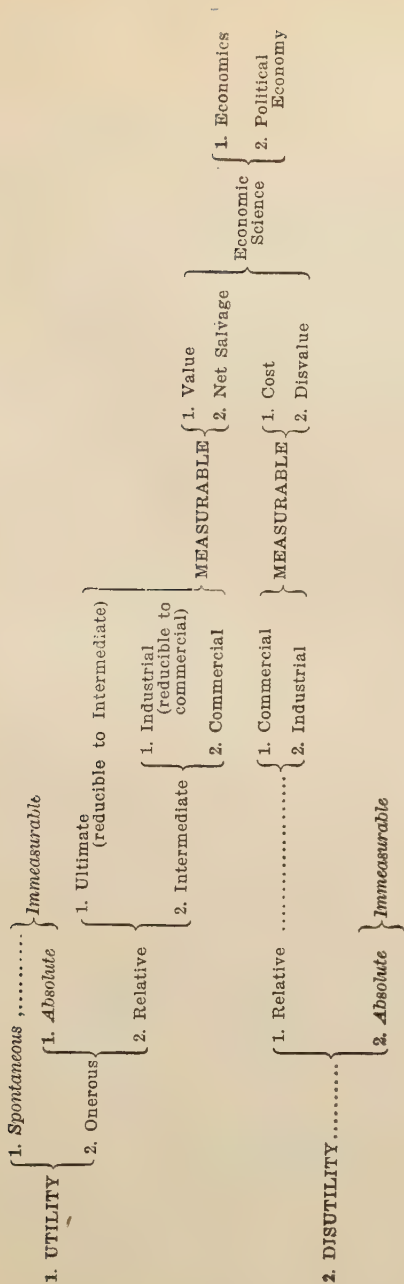 1. UTILITY
1. Spontaneous ,.........
2. Onerous
1. Absolute
Immeasurable
2. Relative
1. Ultimate
(reducible to Intermediate)
2. Intermediate
1. Industrial
(reducible to
commercial)
2. Commercial
MEASURABLE
1. Value
2. Net Salvage
2. DISUTILITY..........
1. Relative ......................
1. Commercial
2. Industrial
MEASURABLE
1. Cost
2. Disvalue
2. Absolute
Immeasurable
Economic
Science
1. Economics
2. Political
Economy